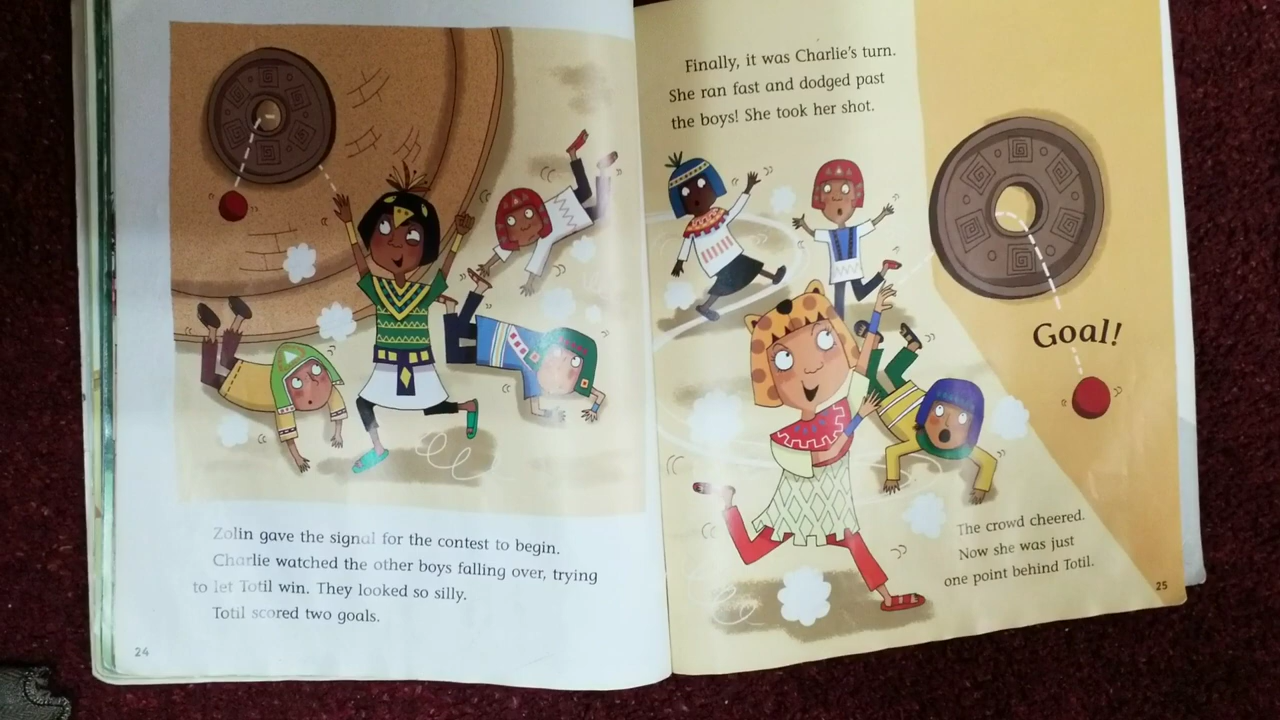 Zolin gave the signal for the contest to begin.
Charlie watched the other boys falling over, trying
to let Totil win. They looked so silly.
Totil scored two goals.
24
Finally, it was Charlie's turn.
She ran fast and dodged past
the boys! She took her shot.
Goal!
The crowd cheered.
Now she was just
one point behind Totil.
25